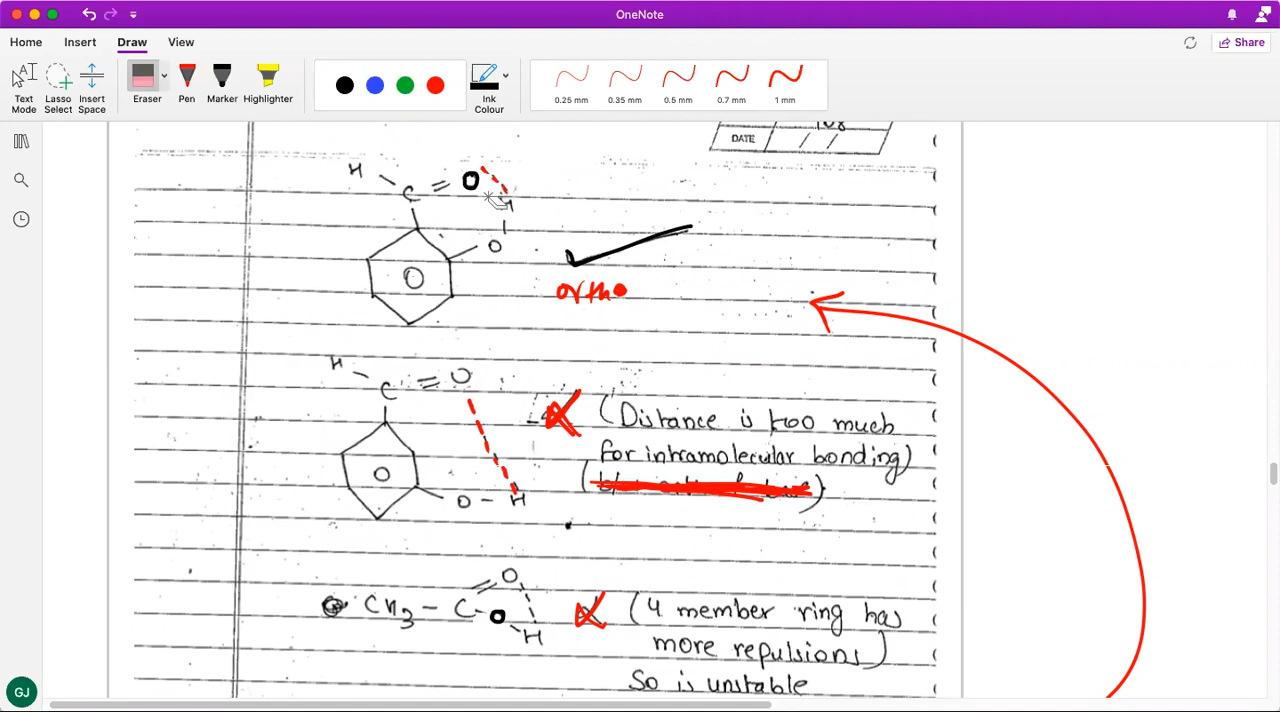 OneNote
Home Insert Draw View
Share
Text Mode
Lasso Select
Insert Space
Eraser
Pen
Marker
Highlighter
Ink Colour
0.25 mm
0.35 mm
0.5 mm
0.7 mm
1 mm
DATE / /
H
C = O
H
O
O
ortho
H
C = O
(Distance is too much
for intramolecular bonding)
O
O - H
O
CH3 - C - O
H
(4 member ring has
more repulsions)
So is unstable
GJ